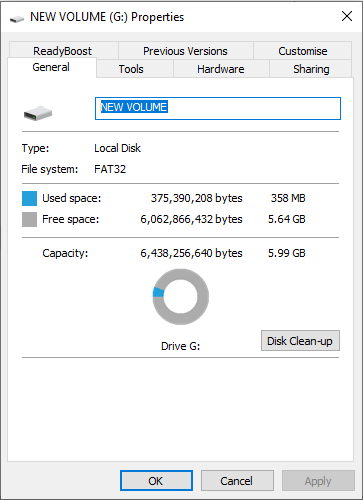 NEW VOLUME (G:) Properties
ReadyBoost Previous Versions Customise
General Tools Hardware Sharing
NEW VOLUME
Type: Local Disk
File system: FAT32
Used space: 375,390,208 bytes 358 MB
Free space: 6,062,866,432 bytes 5.64 GB
Capacity: 6,438,256,640 bytes 5.99 GB
Drive G: Disk Clean-up
OK Cancel Apply